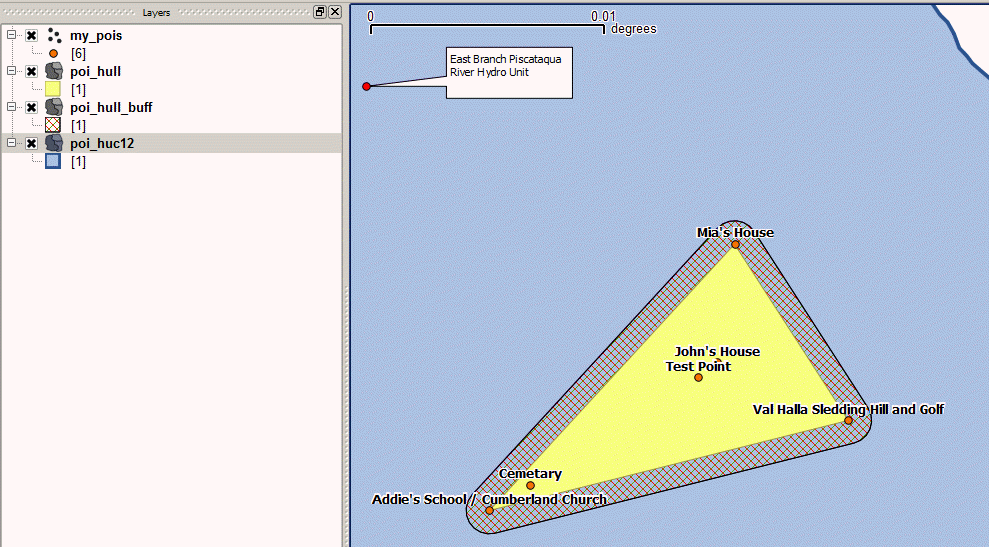 Layers
my_pois
[6]
poi_hull
[1]
poi_hull_buff
[1]
poi_huc12
[1]
0 0.01
degrees
East Branch Piscataqua
River Hydro Unit
Mia's House
John's House
Test Point
Val Halla Sledding Hill and Golf
Cemetary
Addie's School / Cumberland Church